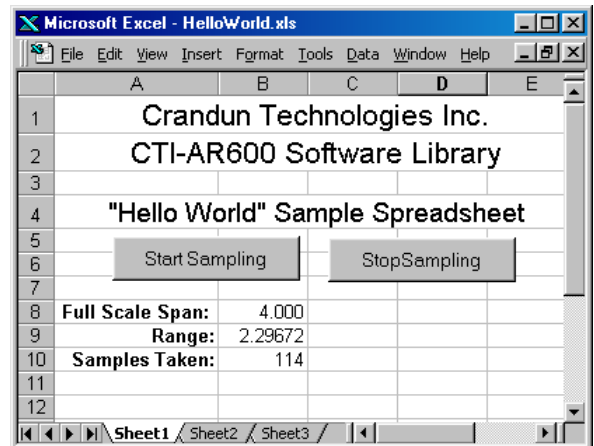 Microsoft Excel - HelloWorld.xls
File Edit View Insert Format Tools Data Window Help
A B C D E
1 Crandun Technologies Inc.
2 CTI-AR600 Software Library
3
4 "Hello World" Sample Spreadsheet
5
6 Start Sampling StopSampling
7
8 Full Scale Span: 4.000
9 Range: 2.29672
10 Samples Taken: 114
11
12
Sheet1 Sheet2 Sheet3